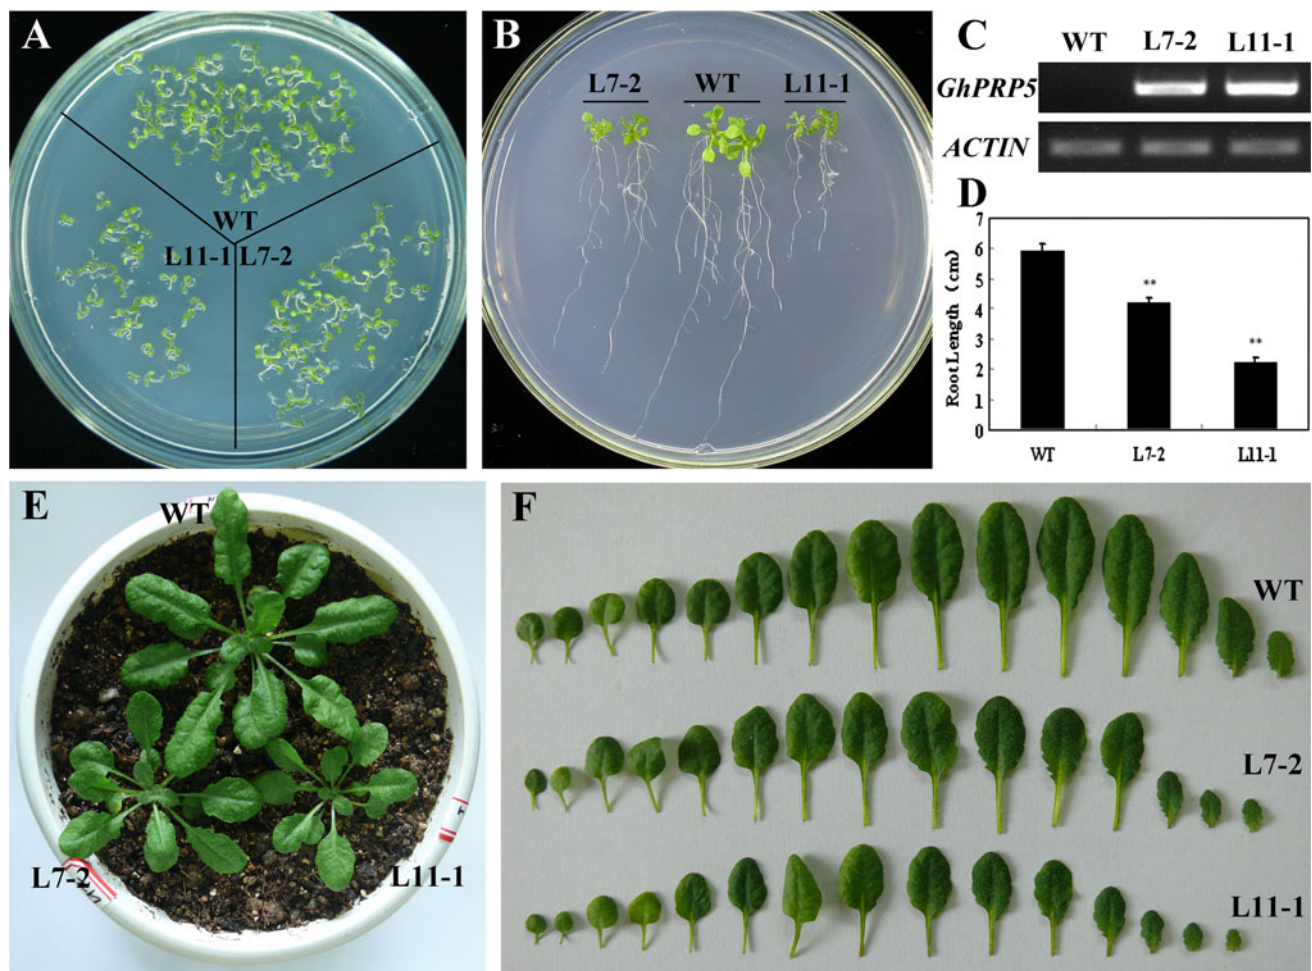 A
WT
L11-1
L7-2
B
L7-2
WT
L11-1
C
WT
L7-2
L11-1
GhPRP5
ACTIN
D
Root Length (cm)
7
6
5
4
3
2
1
0
**
**
WT
L7-2
L11-1
E
WT
L7-2
L11-1
F
WT
L7-2
L11-1